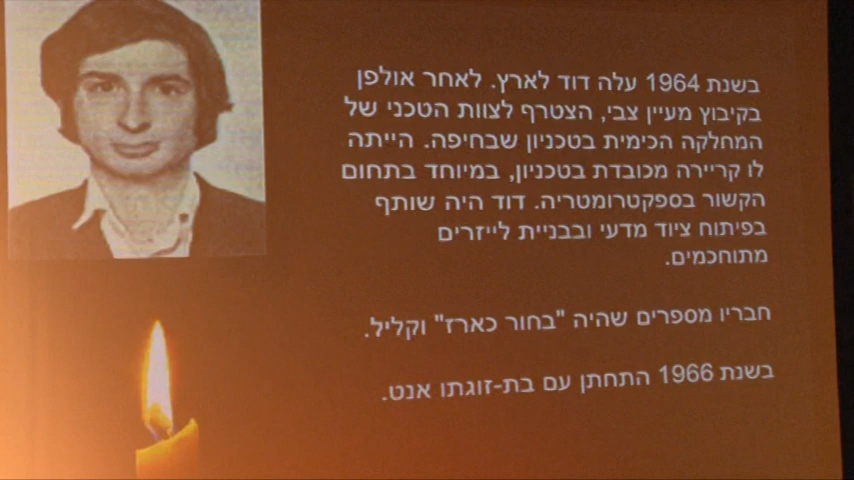 בשנת 1964 עלה דוד לארץ. לאחר אולפן
בקיבוץ מעיין צבי, הצטרף לצוות הטכני של
המחלקה הכימית בטכניון שבחיפה. הייתה
לו קריירה מכובדת בטכניון, במיוחד בתחום
הקשור בספקטרומטריה. דוד היה שותף
בפיתוח ציוד מדעי ובבניית לייזרים
מתוחכמים.
חבריו מספרים שהיה "בחור כארז" וקליל.
בשנת 1966 התחתן עם בת-זוגתו אנט.